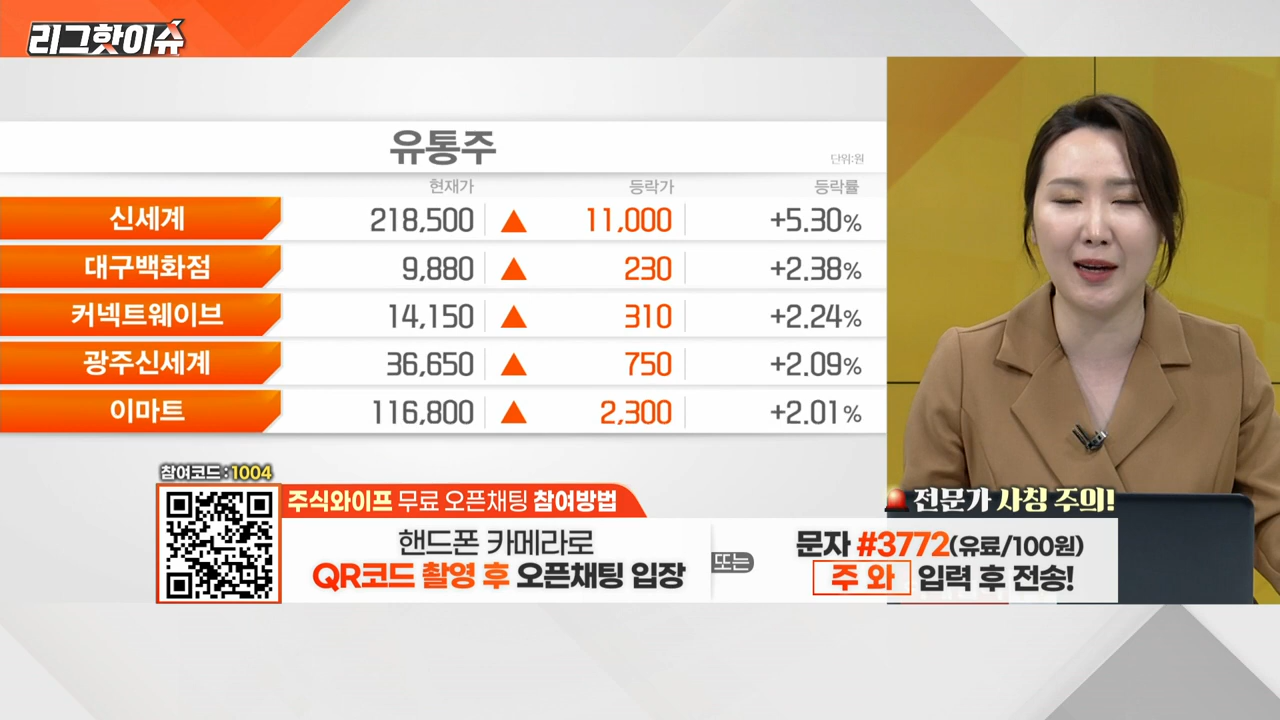 리그핫이슈
유통주
단위:원
현재가 등락가 등락률
신세계 218,500 ▲ 11,000 +5.30%
대구백화점 9,880 ▲ 230 +2.38%
커넥트웨이브 14,150 ▲ 310 +2.24%
광주신세계 36,650 ▲ 750 +2.09%
이마트 116,800 ▲ 2,300 +2.01%
참여코드:1004
주식와이프 무료 오픈채팅 참여방법
핸드폰 카메라로
QR코드 촬영 후 오픈채팅 입장
또는
전문가 사칭 주의!
문자 #3772(유료/100원)
주 와 입력 후 전송!